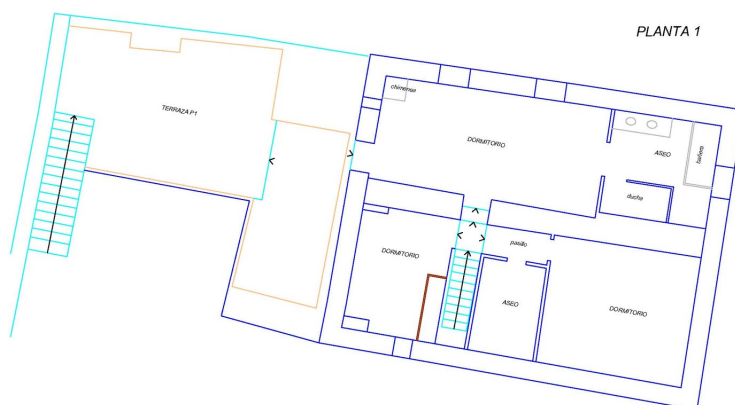 PLANTA 1
chimenea
TERRAZA P1
DORMITORIO
ASEO
bañera
ducha
DORMITORIO
pasillo
ASEO
DORMITORIO